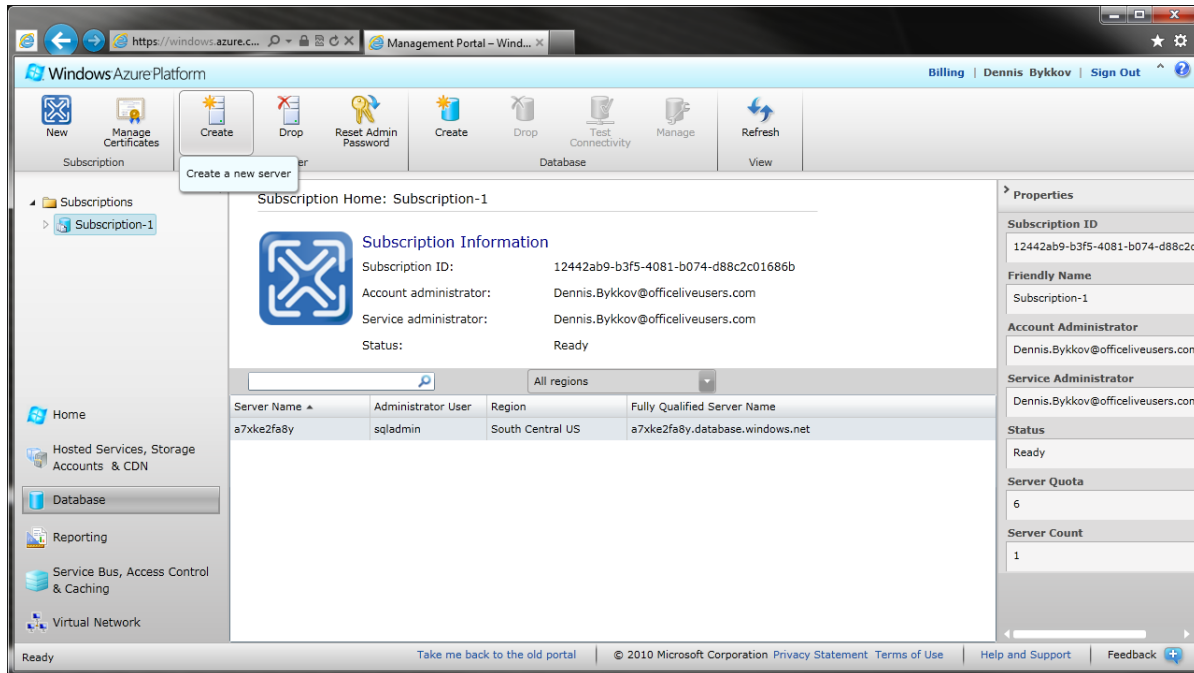 https://windows.azure.c...
Management Portal – Wind...
Windows Azure Platform
Billing | Dennis Bykkov | Sign Out
New
Manage Certificates
Create
Drop
Reset Admin Password
Create
Drop
Test Connectivity
Manage
Refresh
Subscription
er
Database
View
Create a new server
Subscriptions
Subscription-1
Home
Hosted Services, Storage
Accounts & CDN
Database
Reporting
Service Bus, Access Control
& Caching
Virtual Network
Subscription Home: Subscription-1
Subscription Information
Subscription ID: 12442ab9-b3f5-4081-b074-d88c2c01686b
Account administrator: Dennis.Bykkov@officeliveusers.com
Service administrator: Dennis.Bykkov@officeliveusers.com
Status: Ready
All regions
Server Name Administrator User Region Fully Qualified Server Name
a7xke2fa8y sqladmin South Central US a7xke2fa8y.database.windows.net
Properties
Subscription ID
12442ab9-b3f5-4081-b074-d88c2c
Friendly Name
Subscription-1
Account Administrator
Dennis.Bykkov@officeliveusers.com
Service Administrator
Dennis.Bykkov@officeliveusers.com
Status
Ready
Server Quota
6
Server Count
1
Ready
Take me back to the old portal | © 2010 Microsoft Corporation Privacy Statement Terms of Use | Help and Support | Feedback